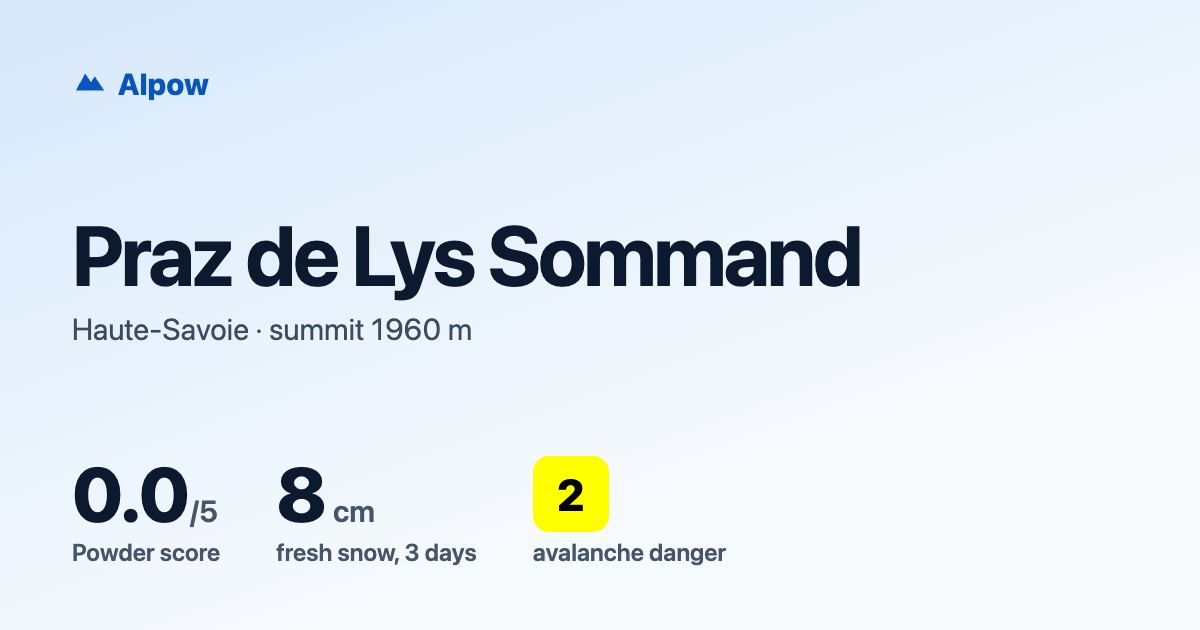 Alpow
Praz de Lys Sommand
Haute-Savoie · summit 1960 m
0.0/5
Powder score
8 cm
fresh snow, 3 days
2
avalanche danger